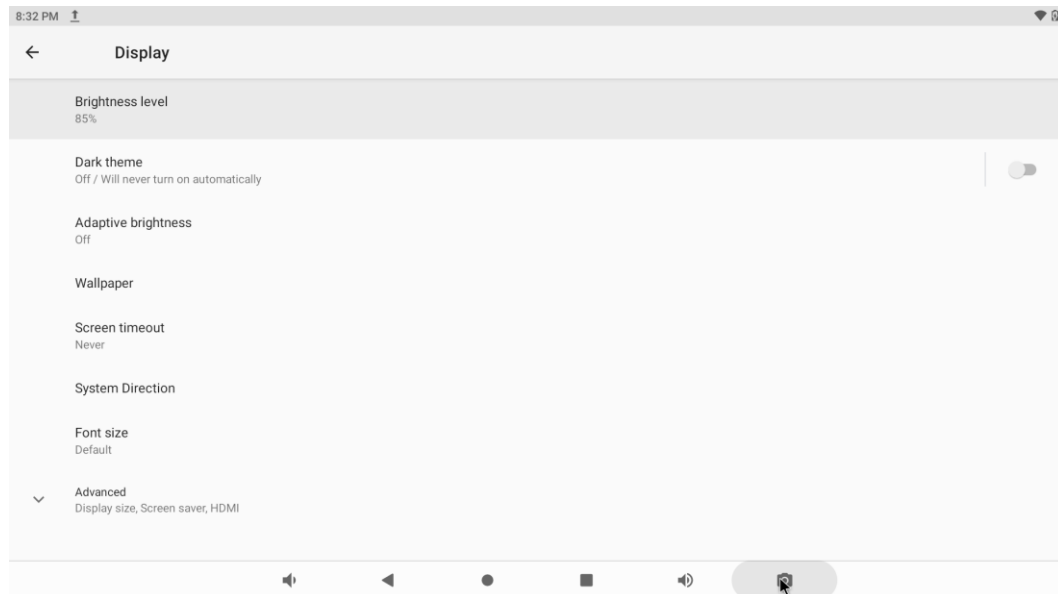 8:32 PM
Display
Brightness level
85%
Dark theme
Off / Will never turn on automatically
Adaptive brightness
Off
Wallpaper
Screen timeout
Never
System Direction
Font size
Default
Advanced
Display size, Screen saver, HDMI